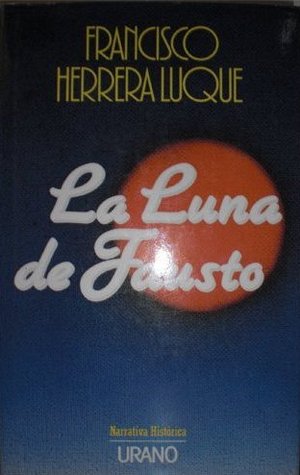 FRANCISCO
HERRERA LUQUE
La Luna
de Fausto
Narrativa Histórica
URANO